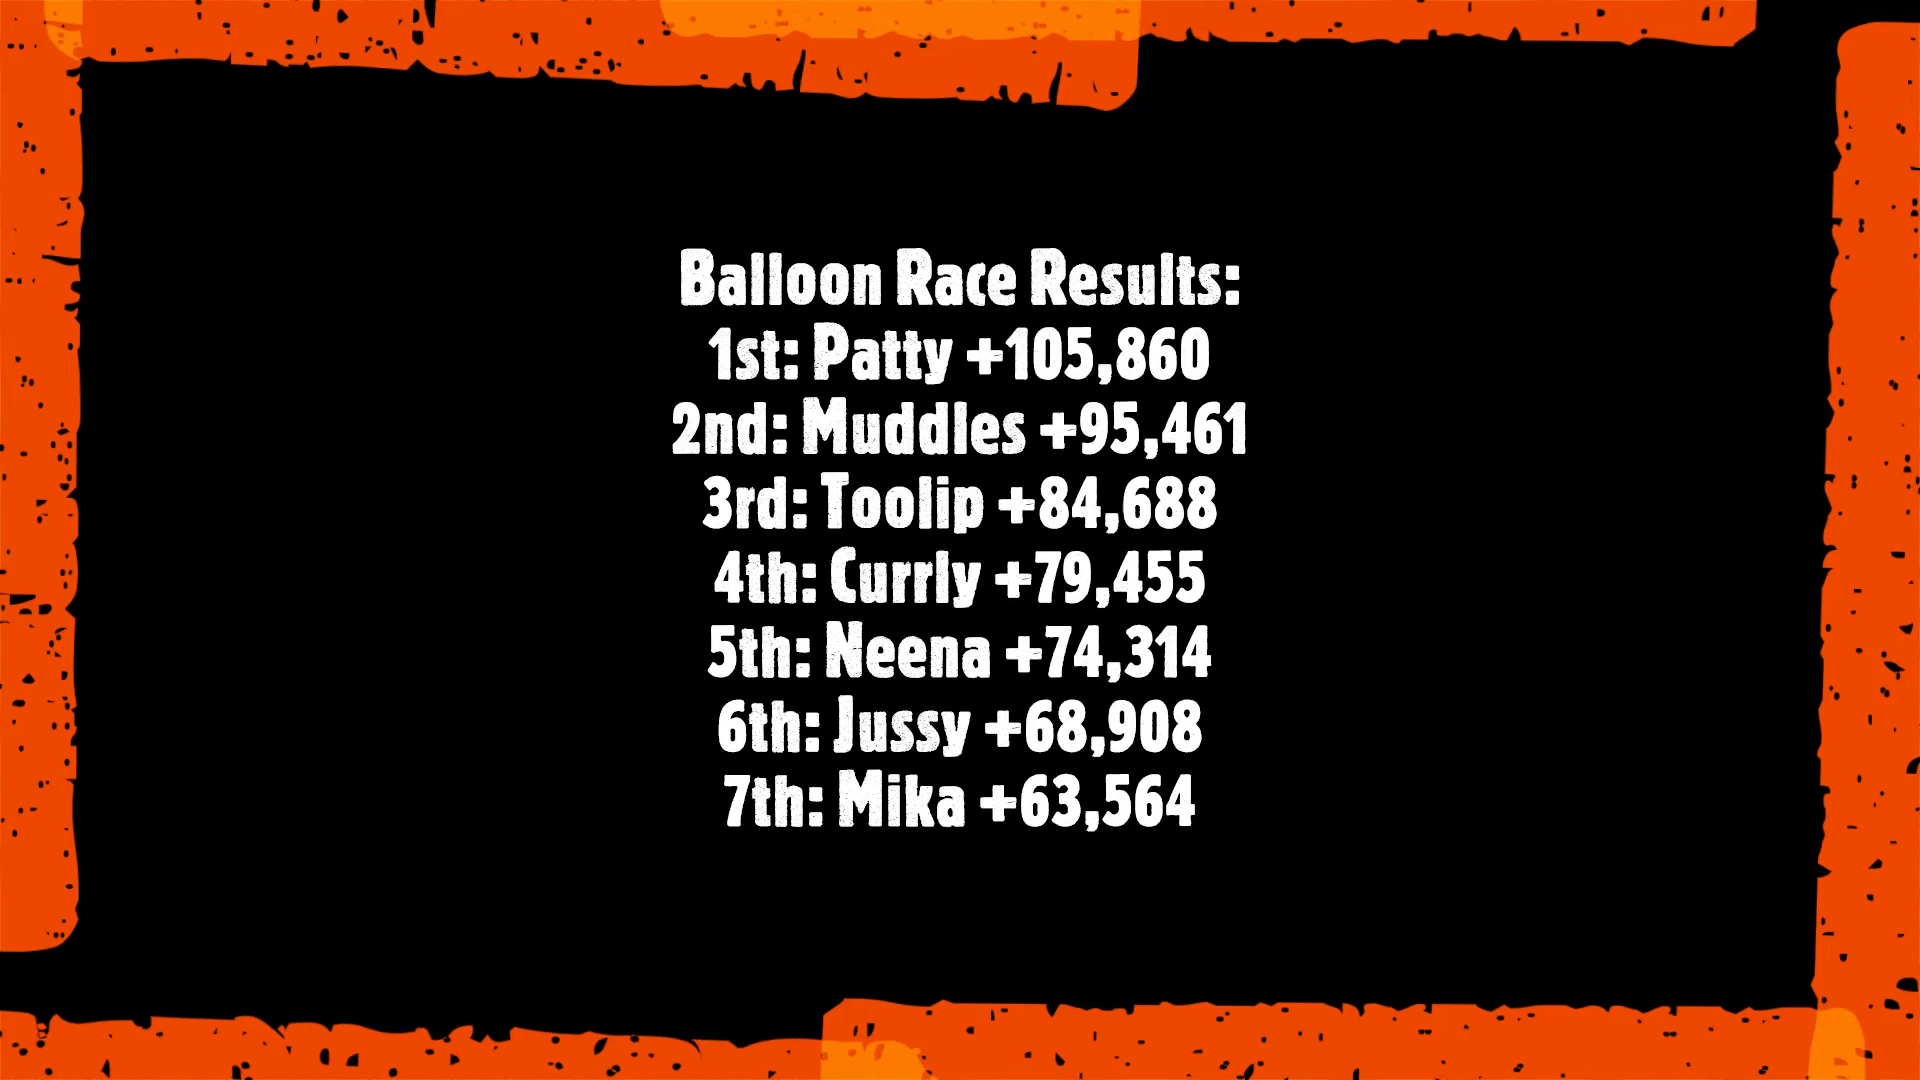 Balloon Race Results:
1st: Patty +105,860
2nd: Muddles +95,461
3rd: Toolip +84,688
4th: Currly +79,455
5th: Neena +74,314
6th: Jussy +68,908
7th: Mika +63,564